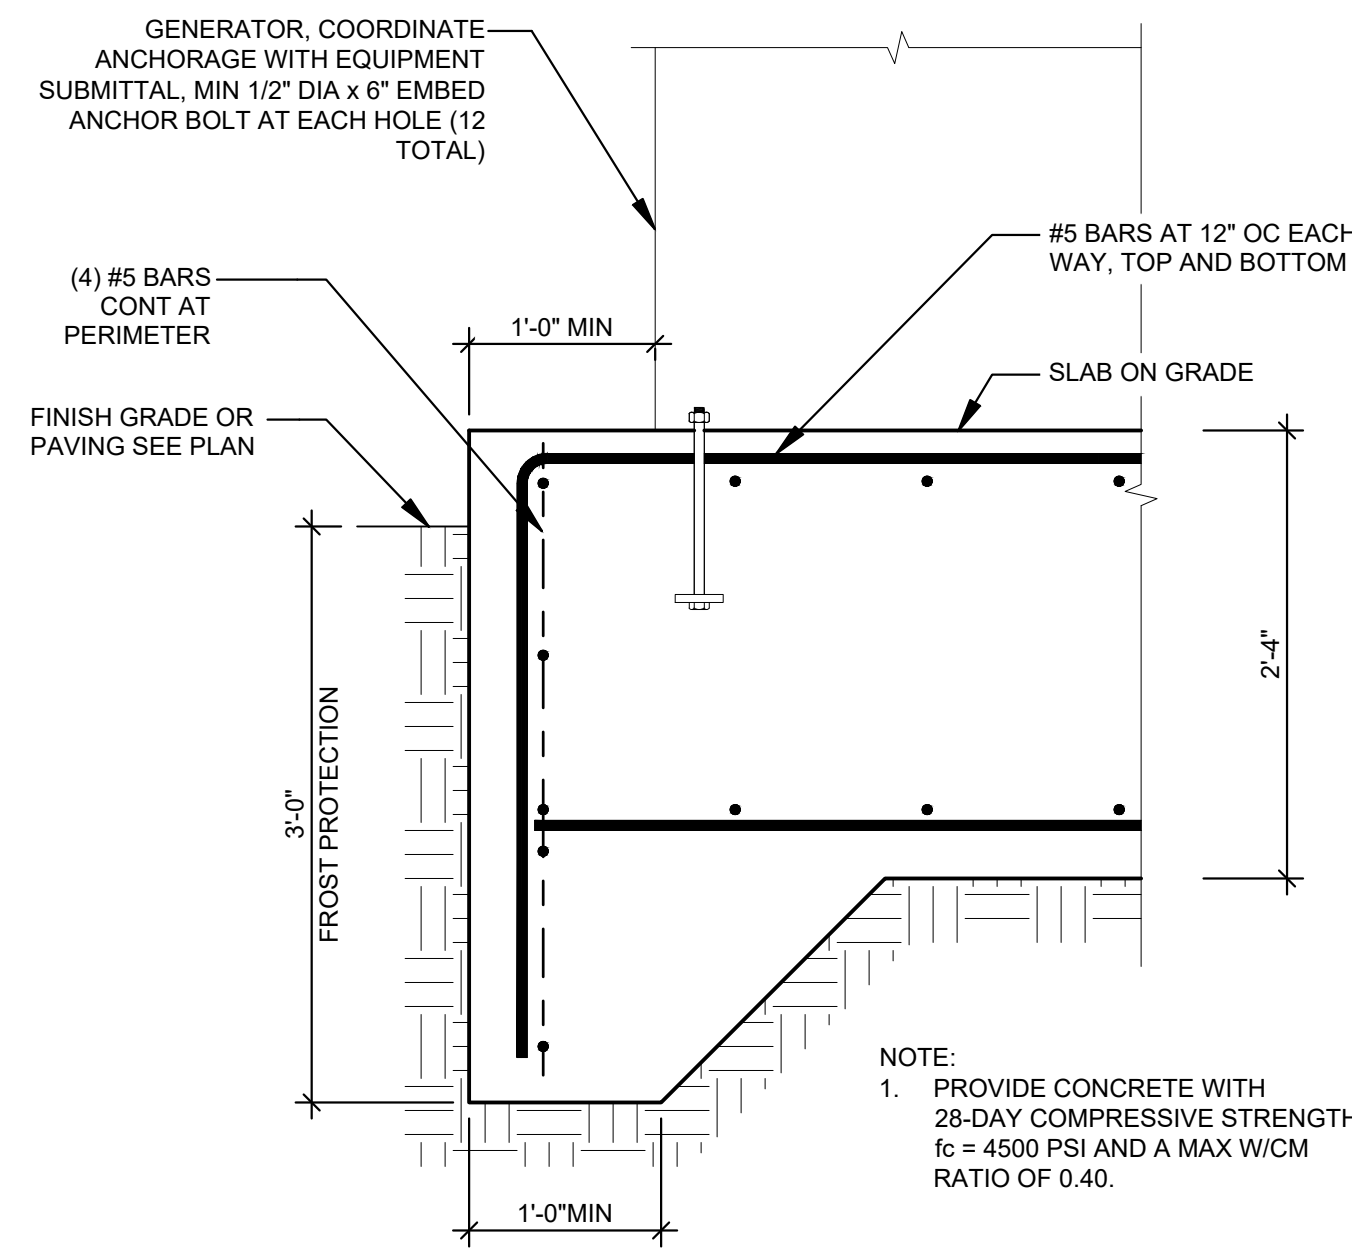 GENERATOR, COORDINATE
ANCHORAGE WITH EQUIPMENT
SUBMITTAL, MIN 1/2" DIA x 6" EMBED
ANCHOR BOLT AT EACH HOLE (12
TOTAL)
#5 BARS AT 12" OC EACH
WAY, TOP AND BOTTOM
(4) #5 BARS
CONT AT
PERIMETER
1'-0" MIN
SLAB ON GRADE
FINISH GRADE OR
PAVING SEE PLAN
2'-4"
3'-0"
FROST PROTECTION
NOTE:
1. PROVIDE CONCRETE WITH
28-DAY COMPRESSIVE STRENGTH
fc = 4500 PSI AND A MAX W/CM
RATIO OF 0.40.
1'-0"MIN